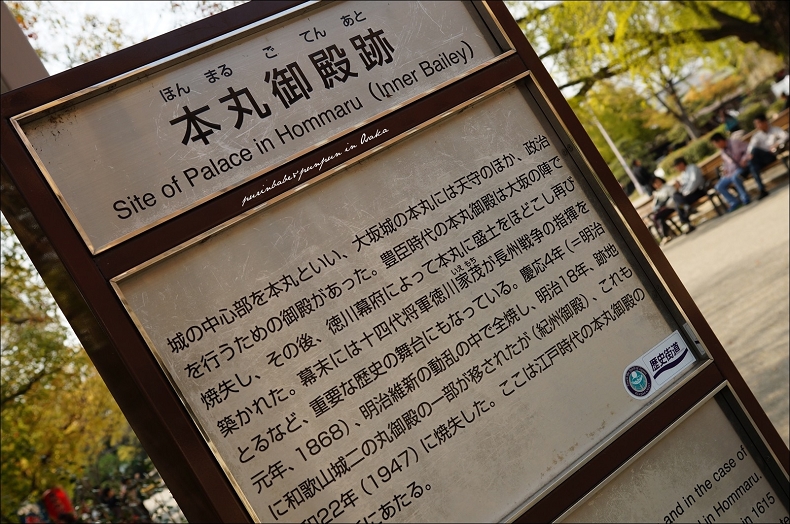 ほん まる ご てん あと
本丸御殿跡
Site of Palace in Hommaru (Inner Bailey)
purinbabe & punpun in Osaka
城の中心部を本丸といい、大坂城の本丸には天守のほか、政治
を行うための御殿があった。豊臣時代の本丸御殿は大坂の陣で
焼失し、その後、徳川幕府によって本丸に盛土をほどこし再び
築かれた。幕末には十四代将軍徳川家茂が長州戦争の指揮を
いえ もち
とるなど、重要な歴史の舞台にもなっている。慶応4年(=明治
元年、1868)、明治維新の動乱の中で全焼し、明治18年、跡地
に和歌山城二の丸御殿の一部が移されたが(紀州御殿)、これも
和22年(1947)に焼失した。ここは江戸時代の本丸御殿の
にあたる。
歴史街道
and in the case of
in Hommaru.
in 1615